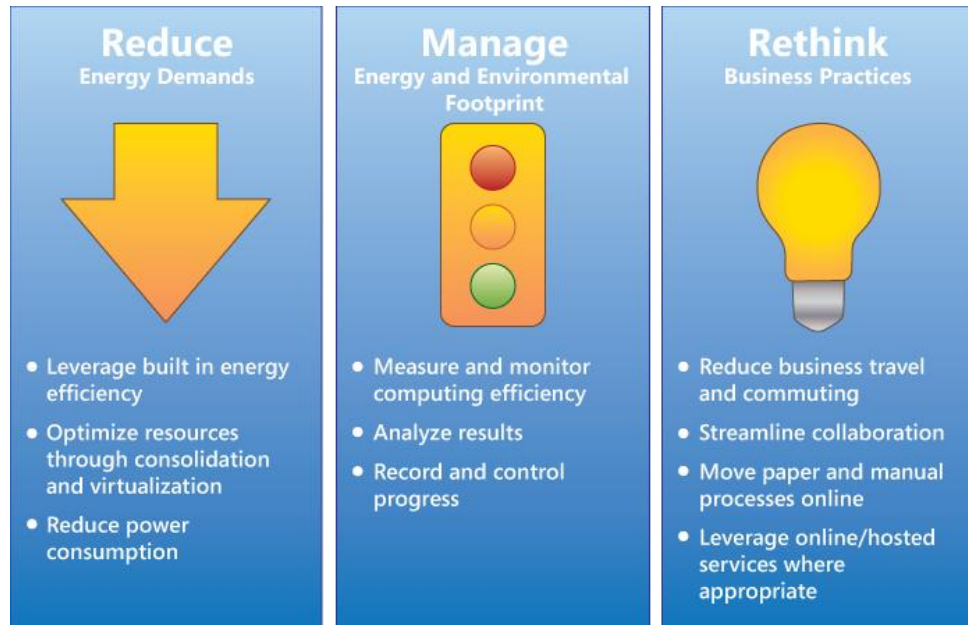 Reduce
Energy Demands
• Leverage built in energy
efficiency
• Optimize resources
through consolidation
and virtualization
• Reduce power
consumption
Manage
Energy and Environmental
Footprint
• Measure and monitor
computing efficiency
• Analyze results
• Record and control
progress
Rethink
Business Practices
• Reduce business travel
and commuting
• Streamline collaboration
• Move paper and manual
processes online
• Leverage online/hosted
services where
appropriate